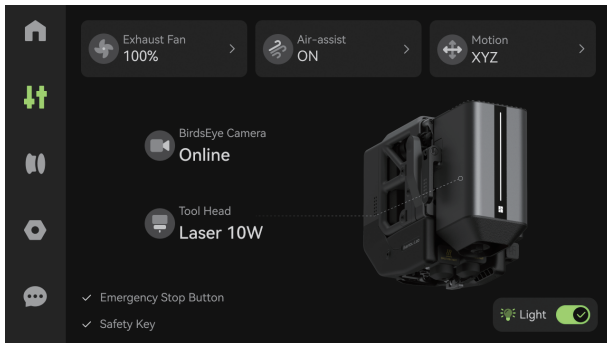 Exhaust Fan
100%
Air-assist
ON
Motion
XYZ
BirdsEye Camera
Online
Tool Head
Laser 10W
Emergency Stop Button
Safety Key
Light